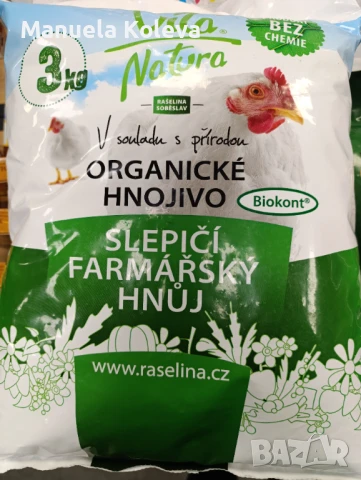 Manuela Koleva
Vita
Natura
BEZ
CHEMIE
3kg
RAŠELINA
SOBĚSLAV
V souladu s přírodou
ORGANICKÉ
HNOJIVO
Biokont®
SLEPIČÍ
FARMÁŘSKÝ
HNŮJ
www.raselina.cz
BAZAR